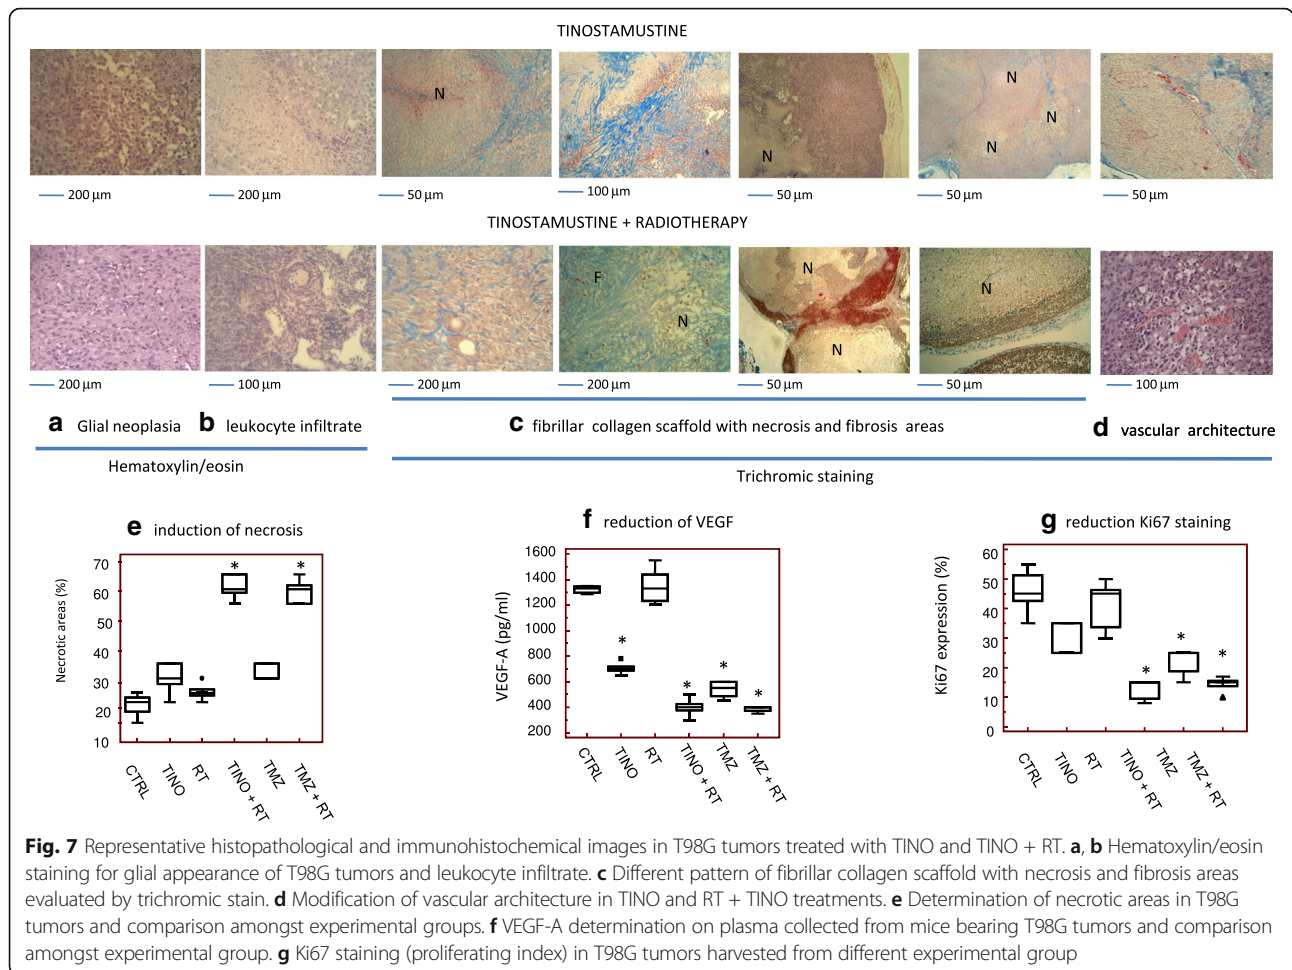 TINOSTAMUSTINE
N
N
N
N
N
200 µm
200 µm
50 µm
100 µm
50 µm
50 µm
50 µm
TINOSTAMUSTINE + RADIOTHERAPY
F
N
N
N
N
200 µm
100 µm
200 µm
200 µm
50 µm
50 µm
100 µm
a Glial neoplasia
b leukocyte infiltrate
c fibrillar collagen scaffold with necrosis and fibrosis areas
d vascular architecture
Hematoxylin/eosin
Trichromic staining
e induction of necrosis
Necrotic areas (%)
70
60
50
40
30
20
10
* *
CTRL
TINO
RT
TINO + RT
TMZ
TMZ + RT
f reduction of VEGF
VEGF-A (pg/ml)
1600
1400
1200
1000
800
600
400
200
* * * *
CTRL
TINO
RT
TINO + RT
TMZ
TMZ + RT
g reduction Ki67 staining
Ki67 expression (%)
60
50
40
30
20
10
0
* * *
CTRL
TINO
RT
TINO + RT
TMZ
TMZ + RT
Fig. 7 Representative histopathological and immunohistochemical images in T98G tumors treated with TINO and TINO + RT. a, b Hematoxylin/eosin
staining for glial appearance of T98G tumors and leukocyte infiltrate. c Different pattern of fibrillar collagen scaffold with necrosis and fibrosis areas
evaluated by trichromic stain. d Modification of vascular architecture in TINO and RT + TINO treatments. e Determination of necrotic areas in T98G
tumors and comparison amongst experimental groups. f VEGF-A determination on plasma collected from mice bearing T98G tumors and comparison
amongst experimental group. g Ki67 staining (proliferating index) in T98G tumors harvested from different experimental group